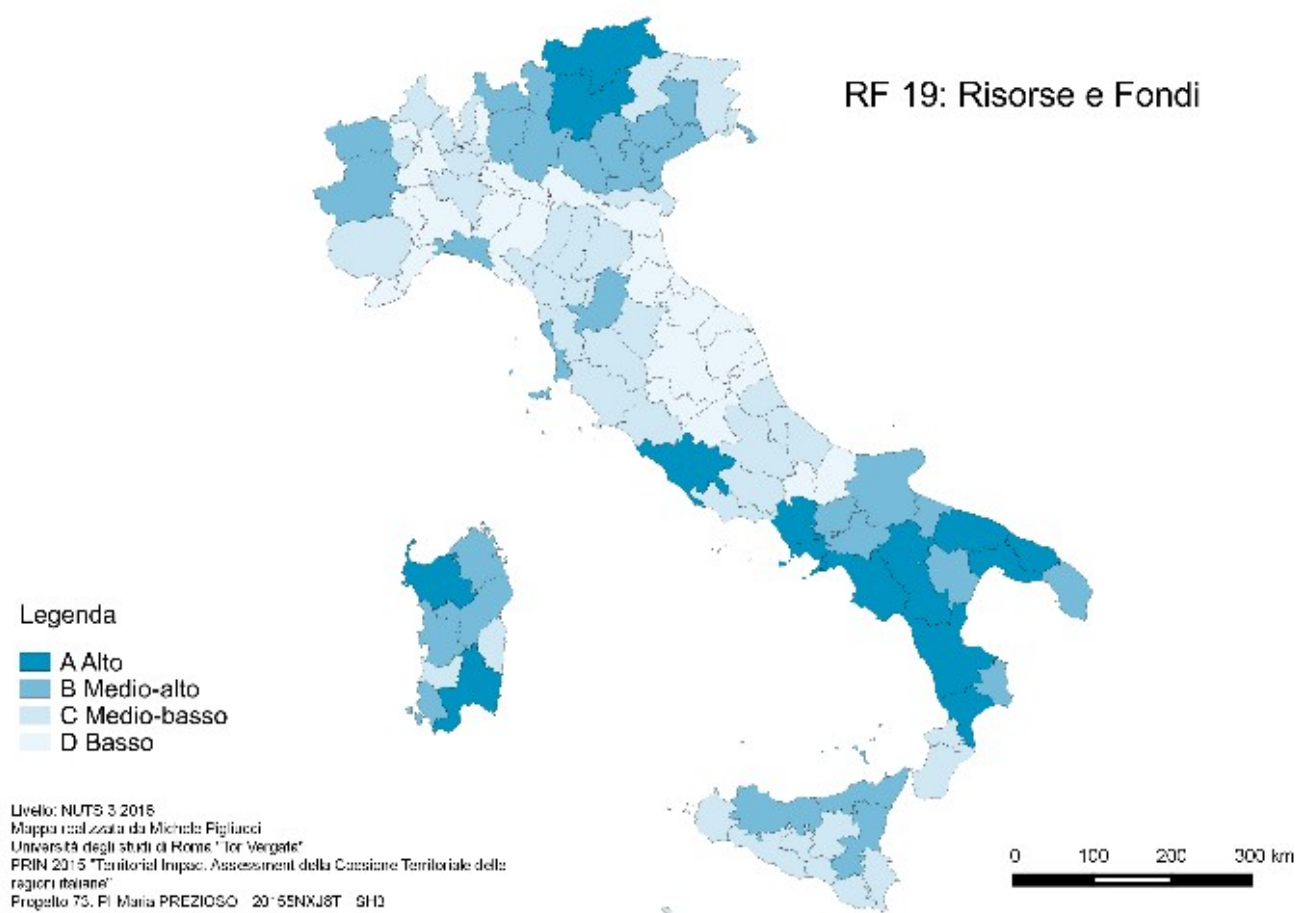 RF 19: Risorse e Fondi
Legenda
A Alto
B Medio-alto
C Medio-basso
D Basso
Livello: NUTS 3 2016
Mappa realizzata da Michele Pigliucci
Università degli studi di Roma "Tor Vergata"
PRIN 2015 "Territorial Impact Assessment della Coesione Territoriale delle
regioni italiane"
Progetto 73. PI Maria PREZIOSO - 20155NXJ8T - SH3
0 100 200 300 km